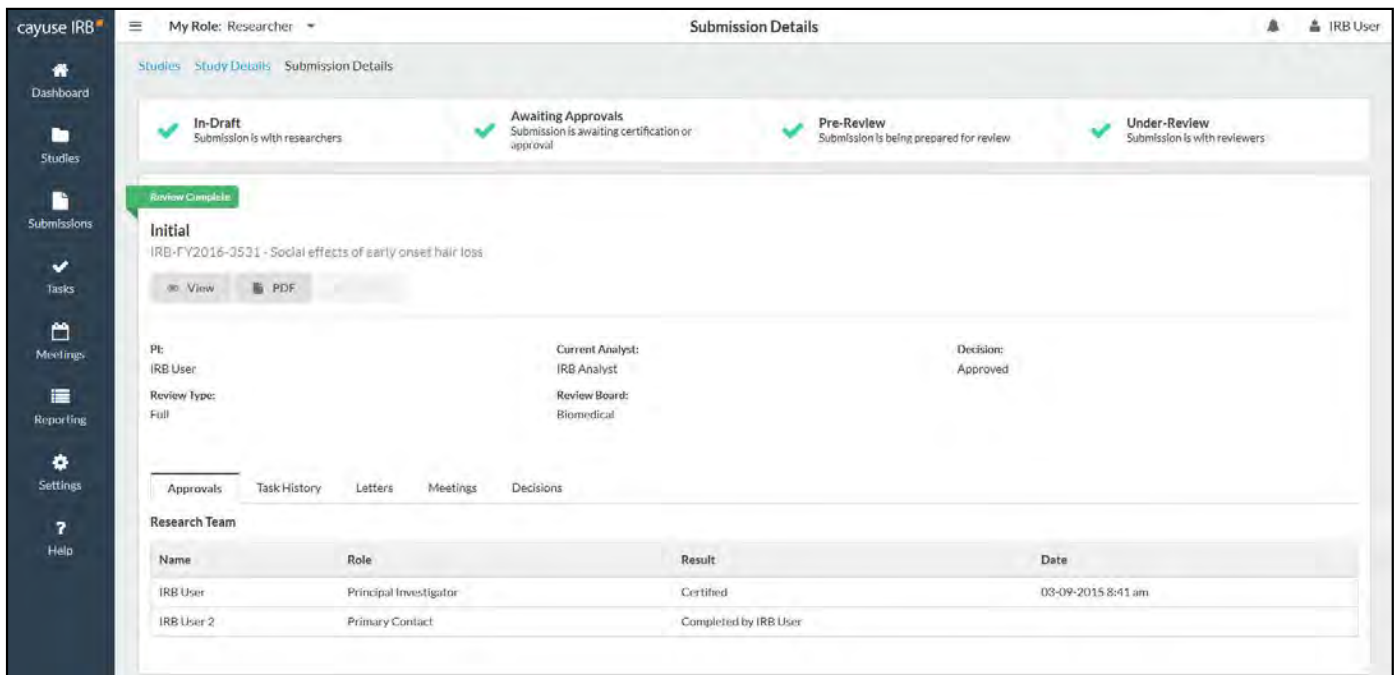 cayuse IRB
My Role: Researcher
Submission Details
IRB User
Dashboard
Studies
Submissions
Tasks
Meetings
Reporting
Settings
? Help
Studies Study Details Submission Details
In-Draft
Submission is with researchers
Awaiting Approvals
Submission is awaiting certification or
approval
Pre-Review
Submission is being prepared for review
Under-Review
Submission is with reviewers
Review Complete
Initial
IRB-FY2016-3531 - Social effects of early onset hair loss
View PDF
PI:
IRB User
Current Analyst:
IRB Analyst
Decision:
Approved
Review Type:
Full
Review Board:
Biomedical
Approvals Task History Letters Meetings Decisions
Research Team
Name Role Result Date
IRB User Principal Investigator Certified 03-09-2015 8:41 am
IRB User 2 Primary Contact Completed by IRB User